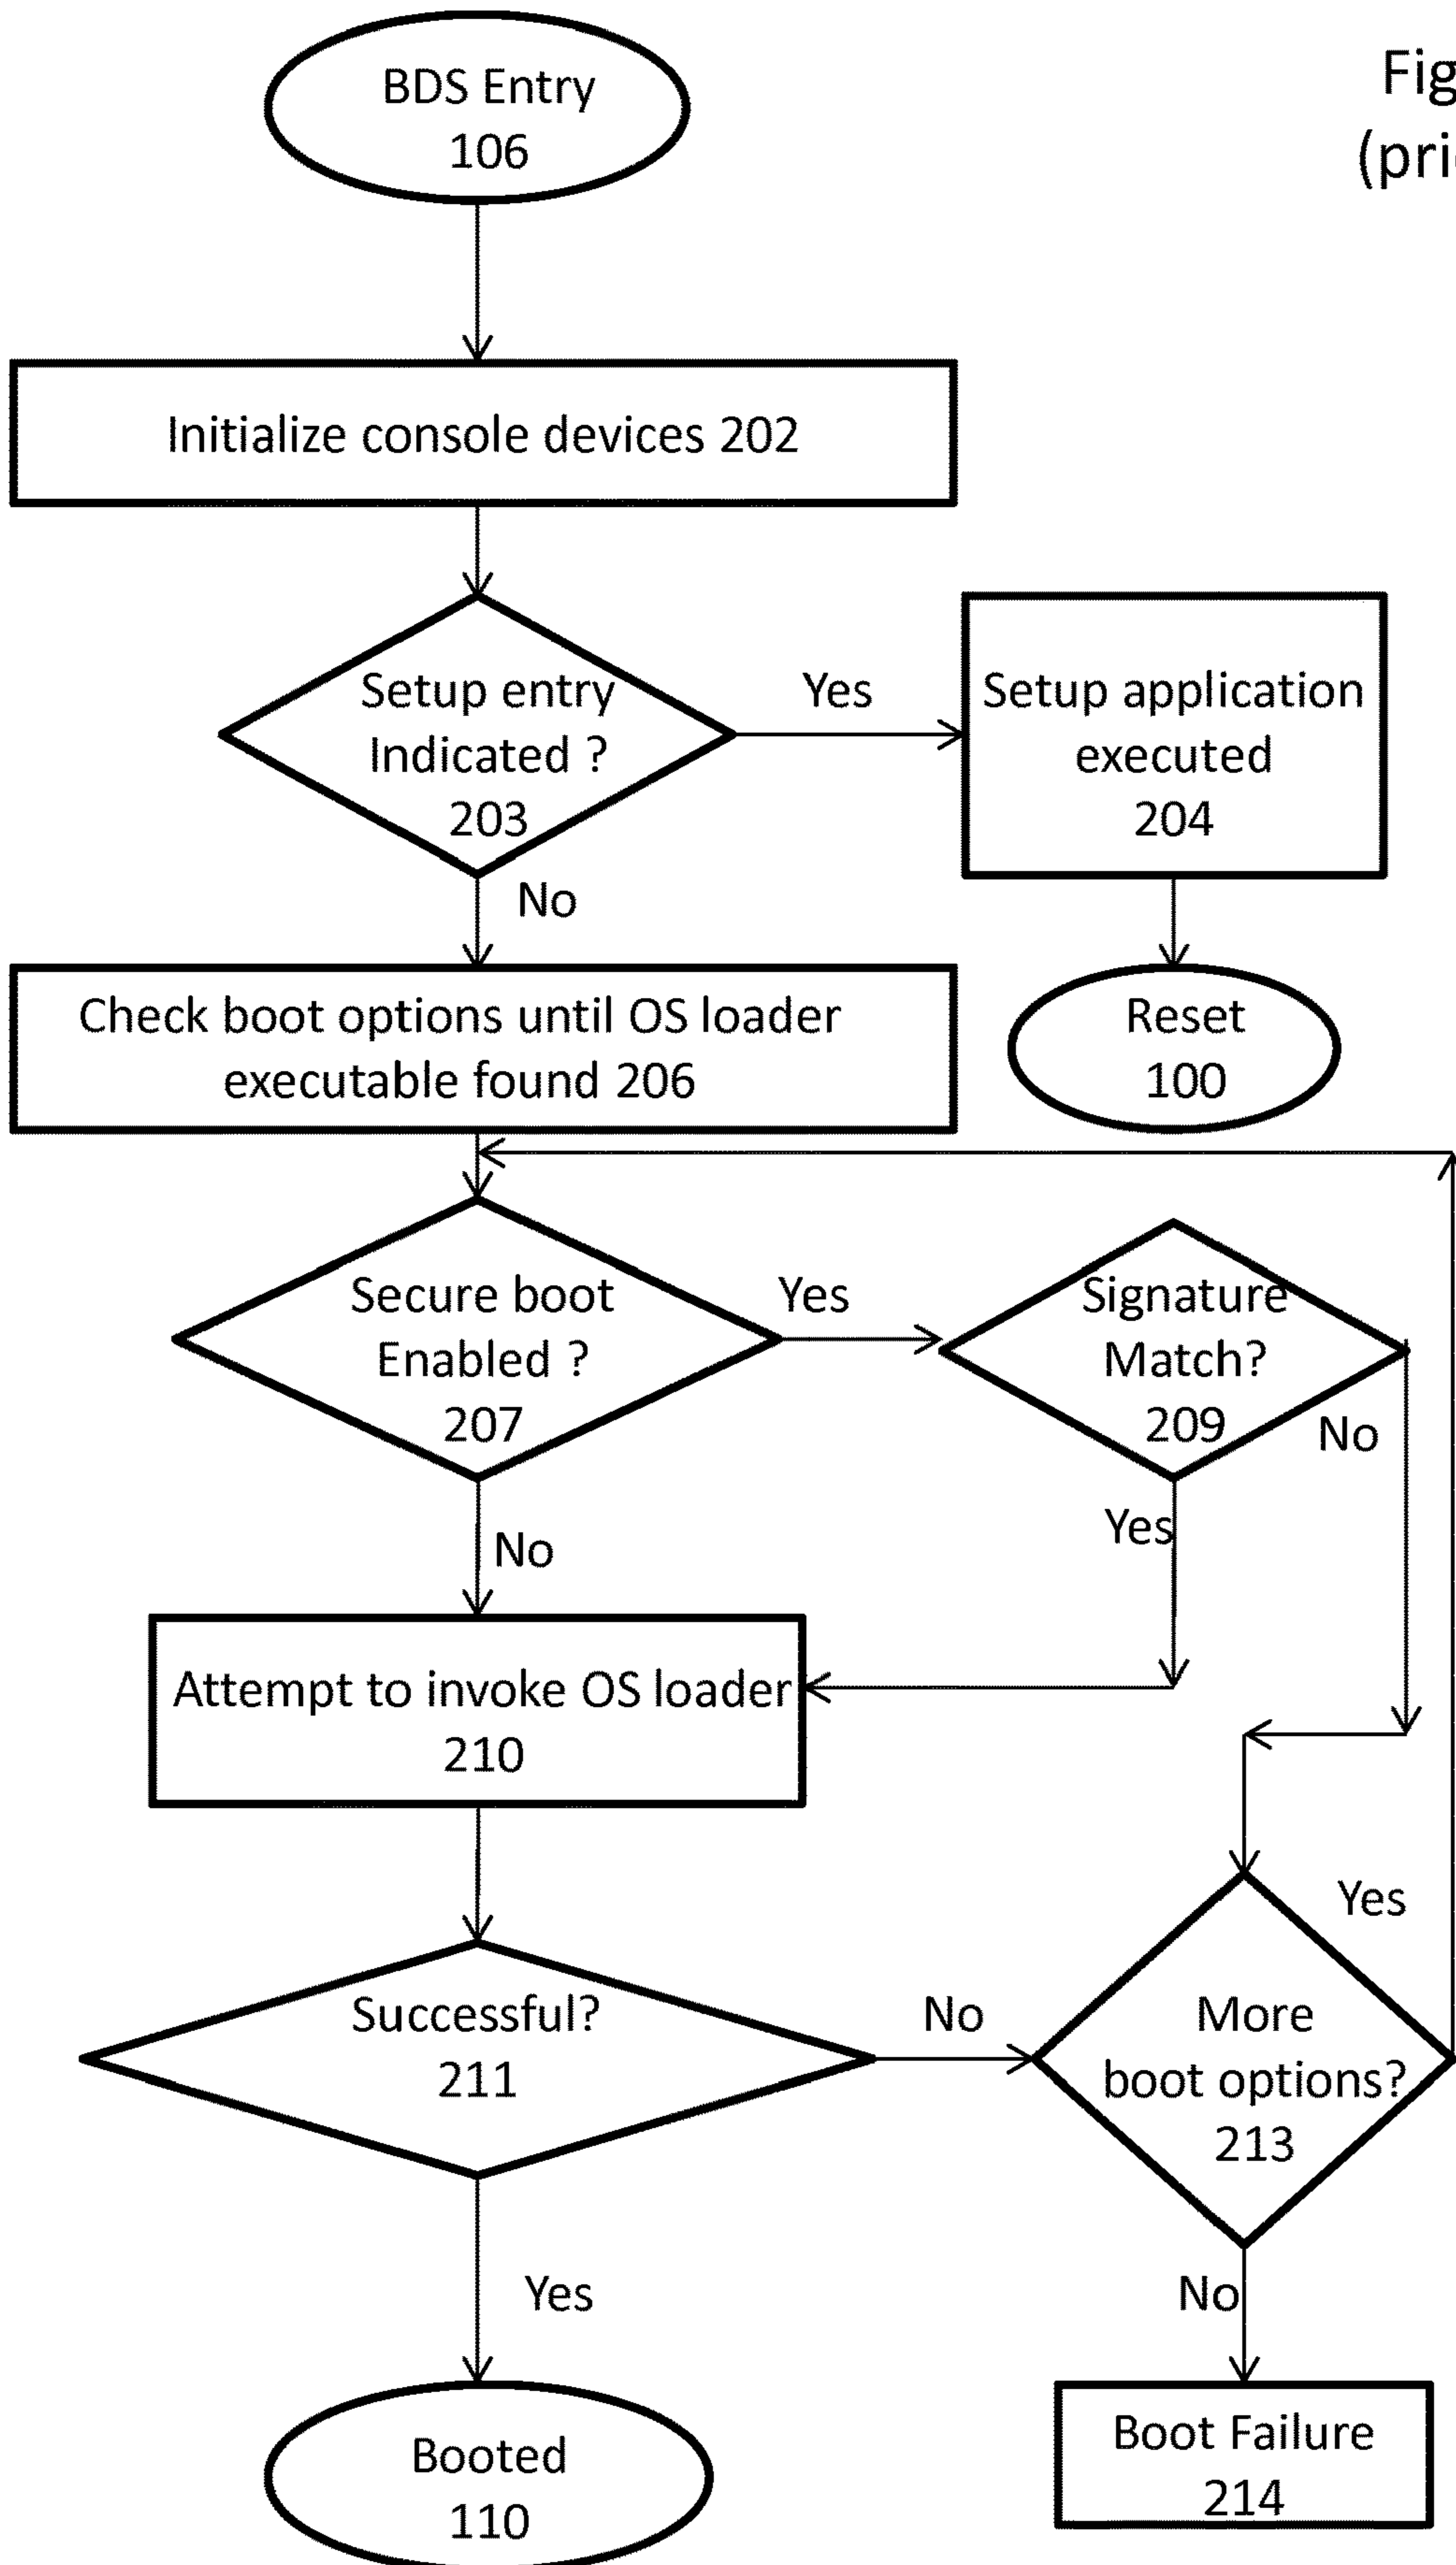 BDS Entry
106
Fig
(prio
Initialize console devices 202
Setup entry
Indicated ?
203
Yes
Setup application
executed
204
No
Check boot options until OS loader
executable found 206
Reset
100
Secure boot
Enabled ?
207
Yes
Signature
Match?
209
No
Yes
No
Attempt to invoke OS loader
210
Successful?
211
No
More
boot options?
213
Yes
Yes
No
Booted
110
Boot Failure
214